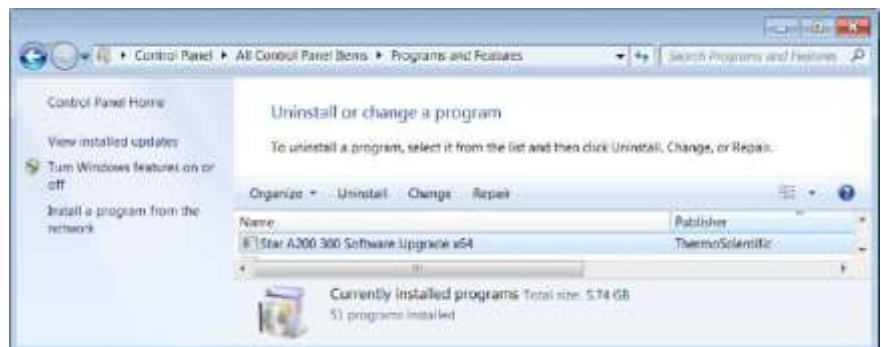 Control Panel ▸ All Control Panel Items ▸ Programs and Features
Search Programs and Features
Control Panel Home
View installed updates
Turn Windows features on or
off
Install a program from the
network
Uninstall or change a program
To uninstall a program, select it from the list and then click Uninstall, Change, or Repair.
Organize Uninstall Change Repair
Name Publisher
Star A200 300 Software Upgrade x64 ThermoScientific
Currently installed programs Total size: 5.74 GB
51 programs installed